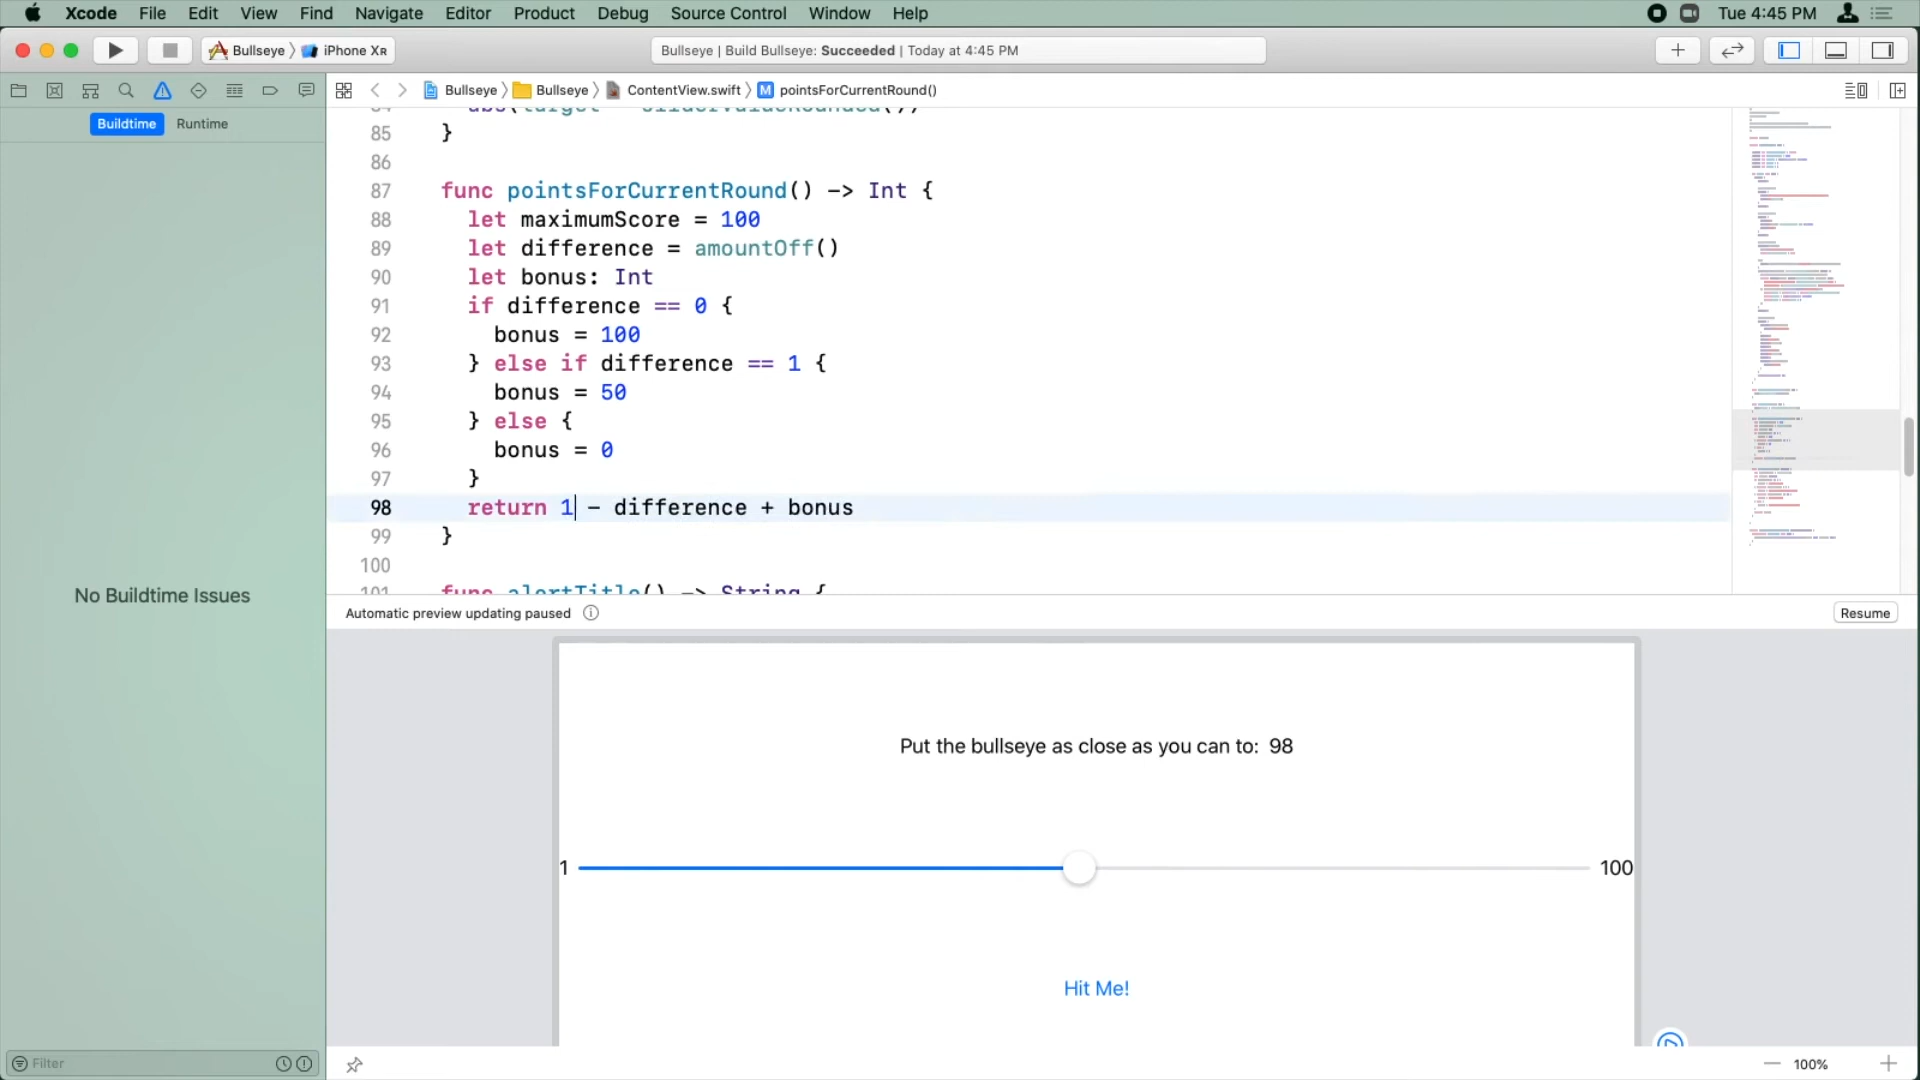 Xcode File Edit View Find Navigate Editor Product Debug Source Control Window Help Tue 4:45 PM
Bullseye iPhone XR Bullseye | Build Bullseye: Succeeded | Today at 4:45 PM
Bullseye Bullseye ContentView.swift M pointsForCurrentRound()
Buildtime Runtime
85 }
86
87 func pointsForCurrentRound() -> Int {
88 let maximumScore = 100
89 let difference = amountOff()
90 let bonus: Int
91 if difference == 0 {
92 bonus = 100
93 } else if difference == 1 {
94 bonus = 50
95 } else {
96 bonus = 0
97 }
98 return 1 - difference + bonus
99 }
100
101 func alertTitle() -> String {
No Buildtime Issues
Automatic preview updating paused Resume
Put the bullseye as close as you can to: 98
1 100
Hit Me!
Filter 100%